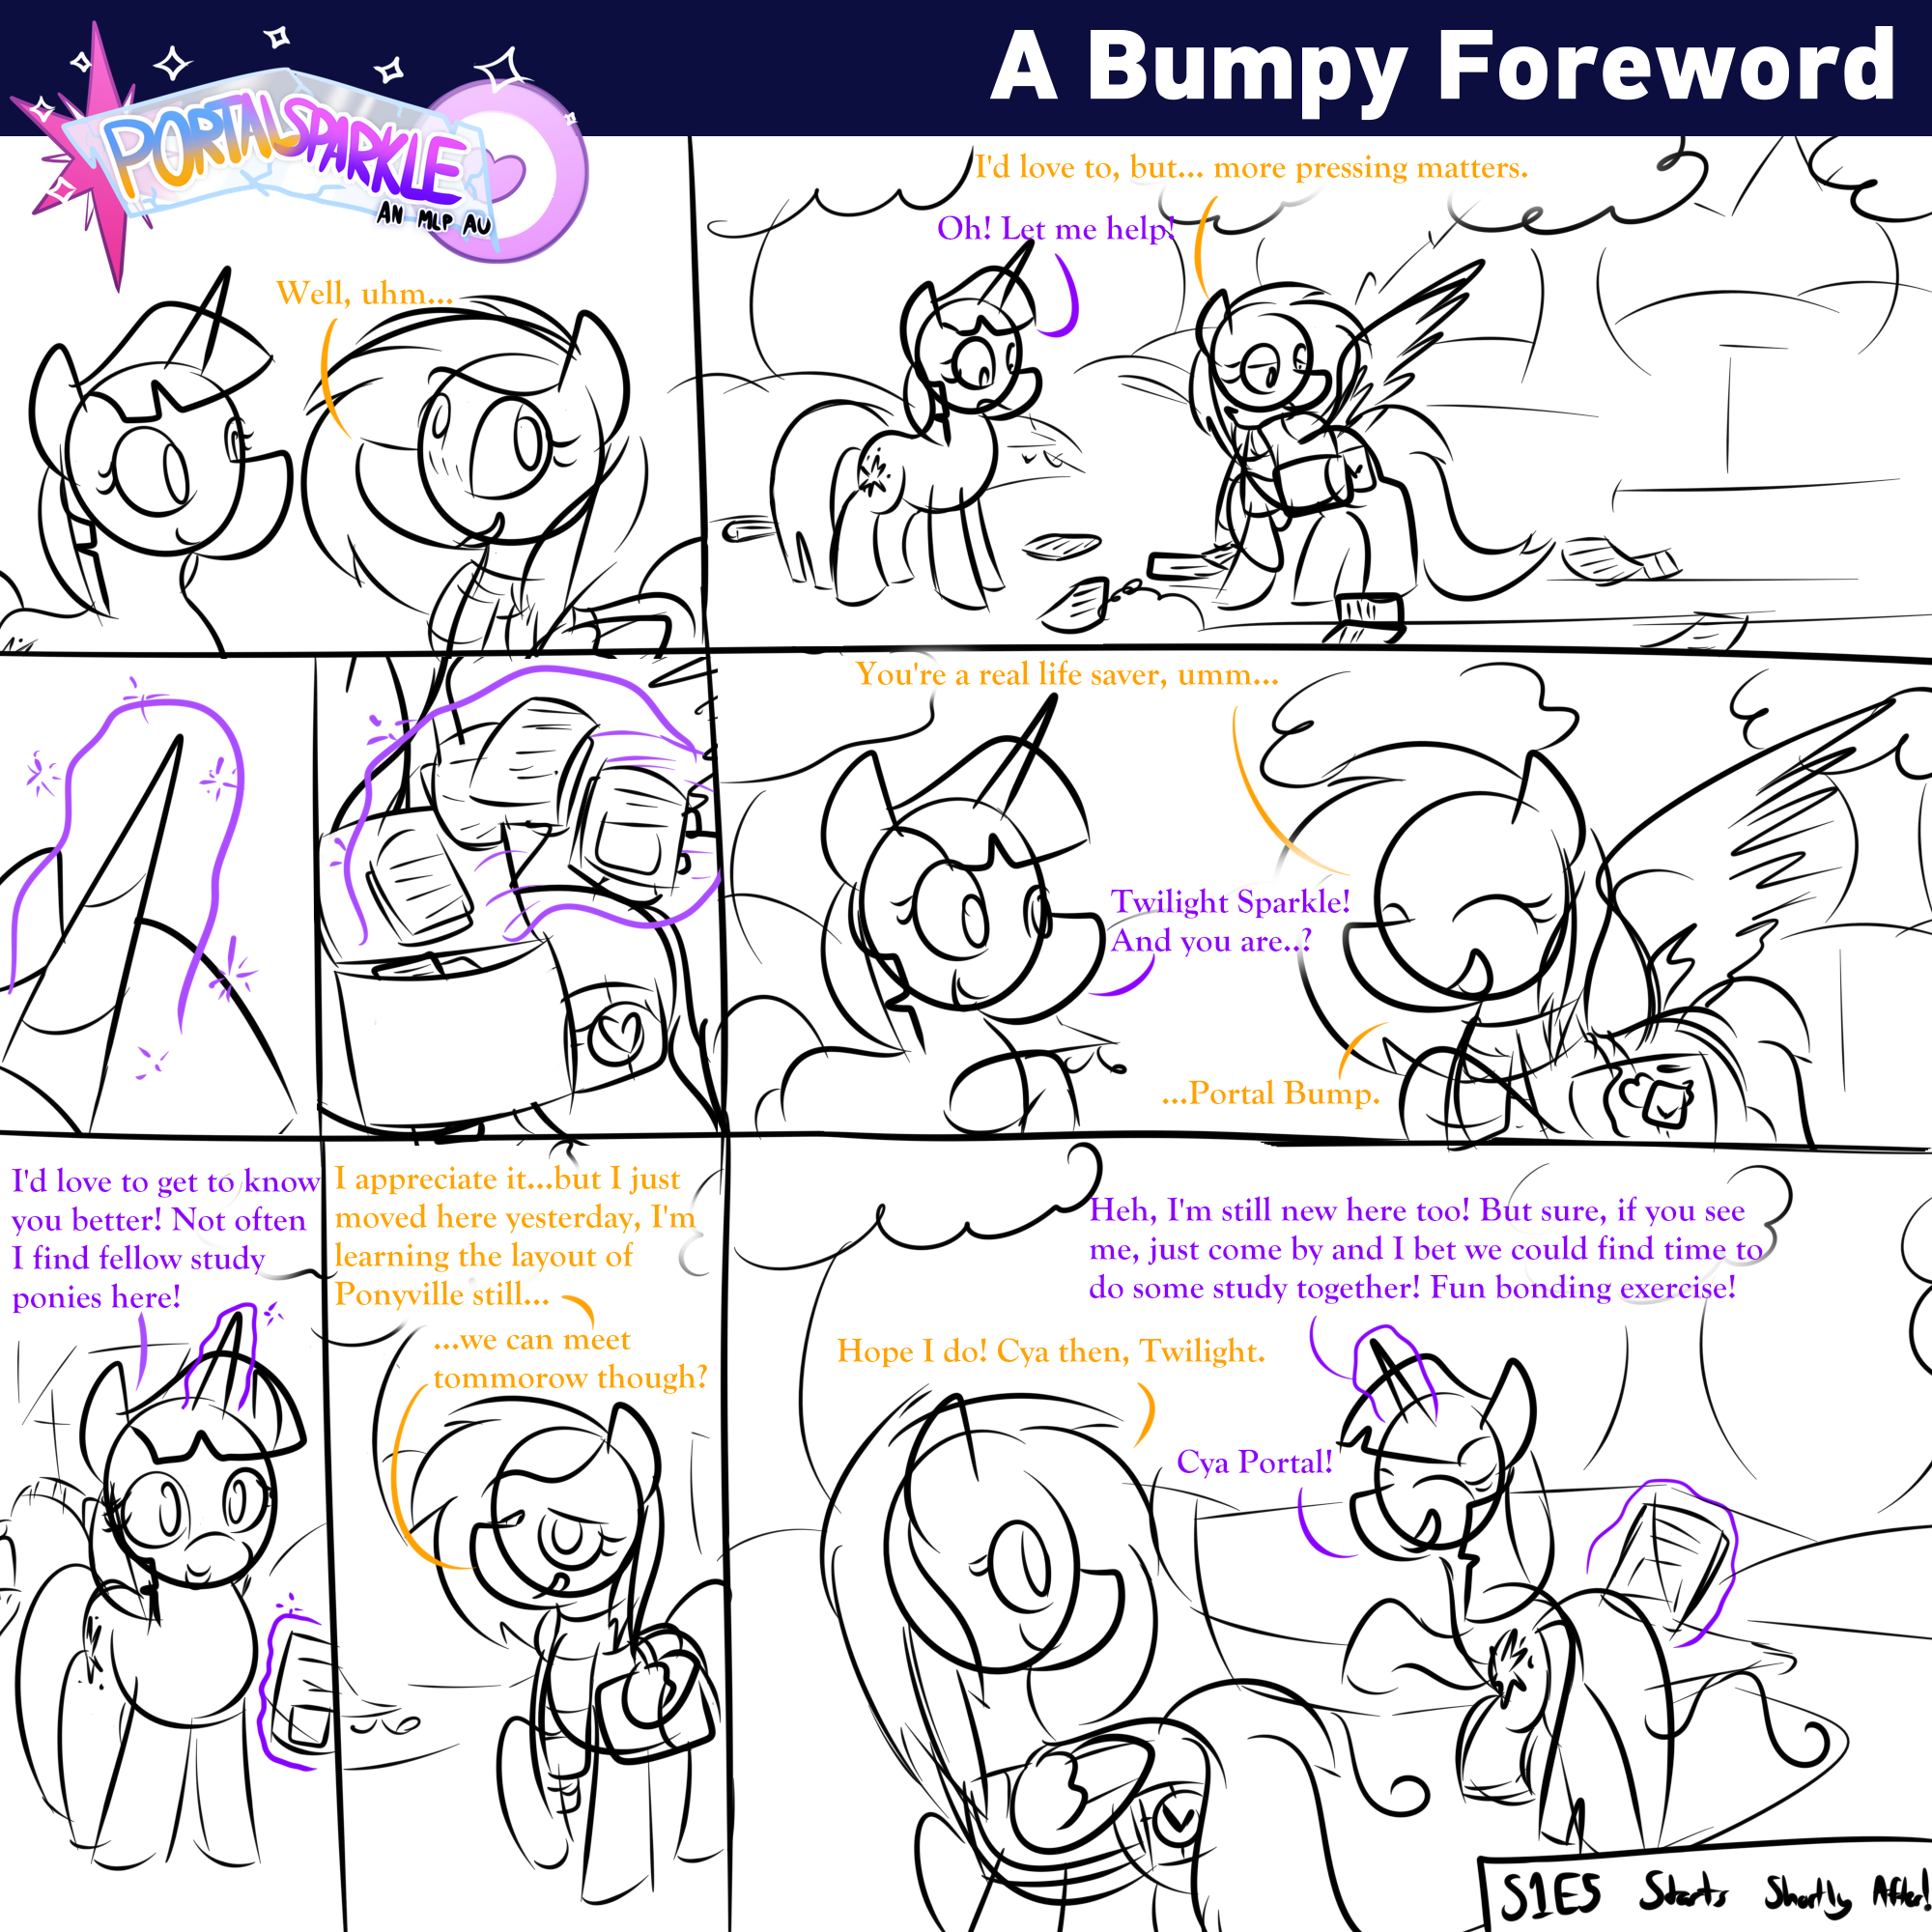 A Bumpy Foreword
PORTALSPARKLE
AN MLP AU
Well, uhm...
I'd love to, but... more pressing matters.
Oh! Let me help!
You're a real life saver, umm...
Twilight Sparkle!
And you are..?
...Portal Bump.
I'd love to get to know
you better! Not often
I find fellow study
ponies here!
I appreciate it...but I just
moved here yesterday, I'm
learning the layout of
Ponyville still...
...we can meet
tommorow though?
Heh, I'm still new here too! But sure, if you see
me, just come by and I bet we could find time to
do some study together! Fun bonding exercise!
Hope I do! Cya then, Twilight.
Cya Portal!
S1E5 Starts Shortly After!